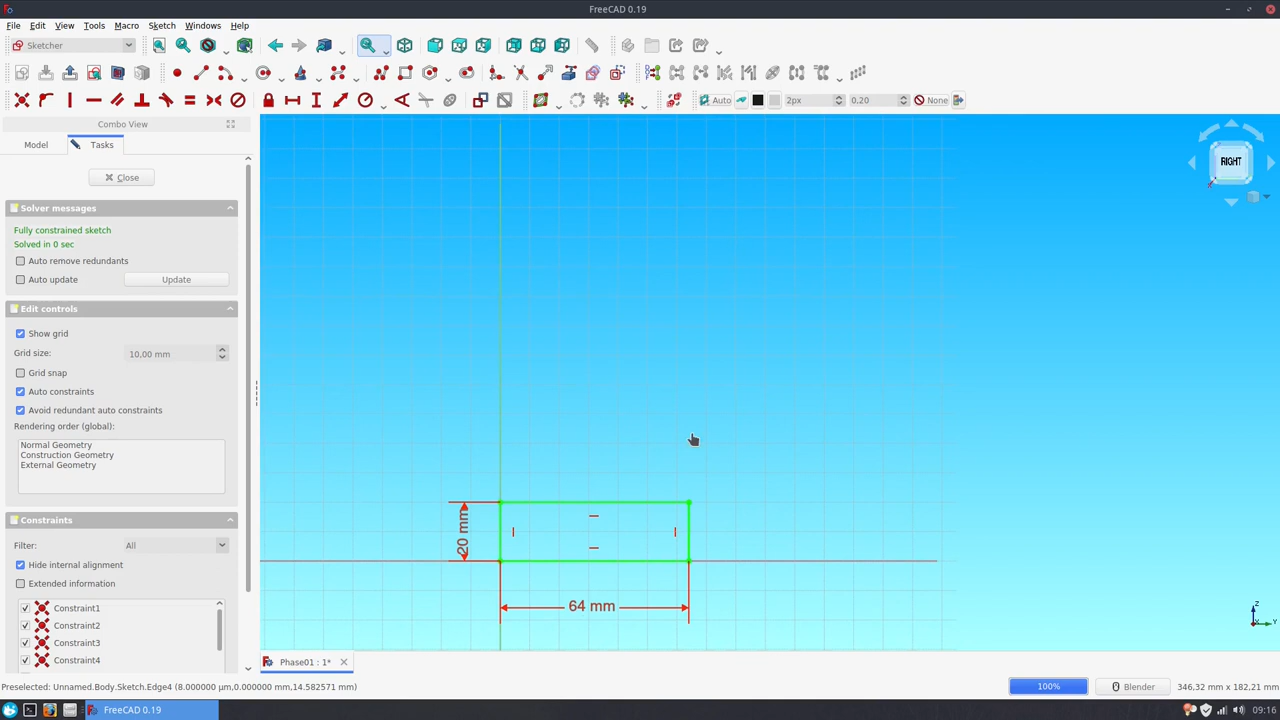 FreeCAD 0.19
File Edit View Tools Macro Sketch Windows Help
Sketcher
Auto 2px 0.20 None
Combo View
Model Tasks
Close
RIGHT
Solver messages
Fully constrained sketch
Solved in 0 sec
Auto remove redundants
Auto update Update
Edit controls
Show grid
Grid size: 10.00 mm
Grid snap
Auto constraints
Avoid redundant auto constraints
Rendering order (global):
Normal Geometry
Construction Geometry
External Geometry
Constraints
Filter: All
Hide internal alignment
Extended information
Constraint1
Constraint2
Constraint3
Constraint4
20 mm
64 mm
Z
Y
Phase01 : 1*
Preselected: Unnamed.Body.Sketch.Edge4 (8.000000 µm,0.000000 mm,14.582571 mm)
100% Blender 346,32 mm x 182,21 mm
FreeCAD 0.19 09:16